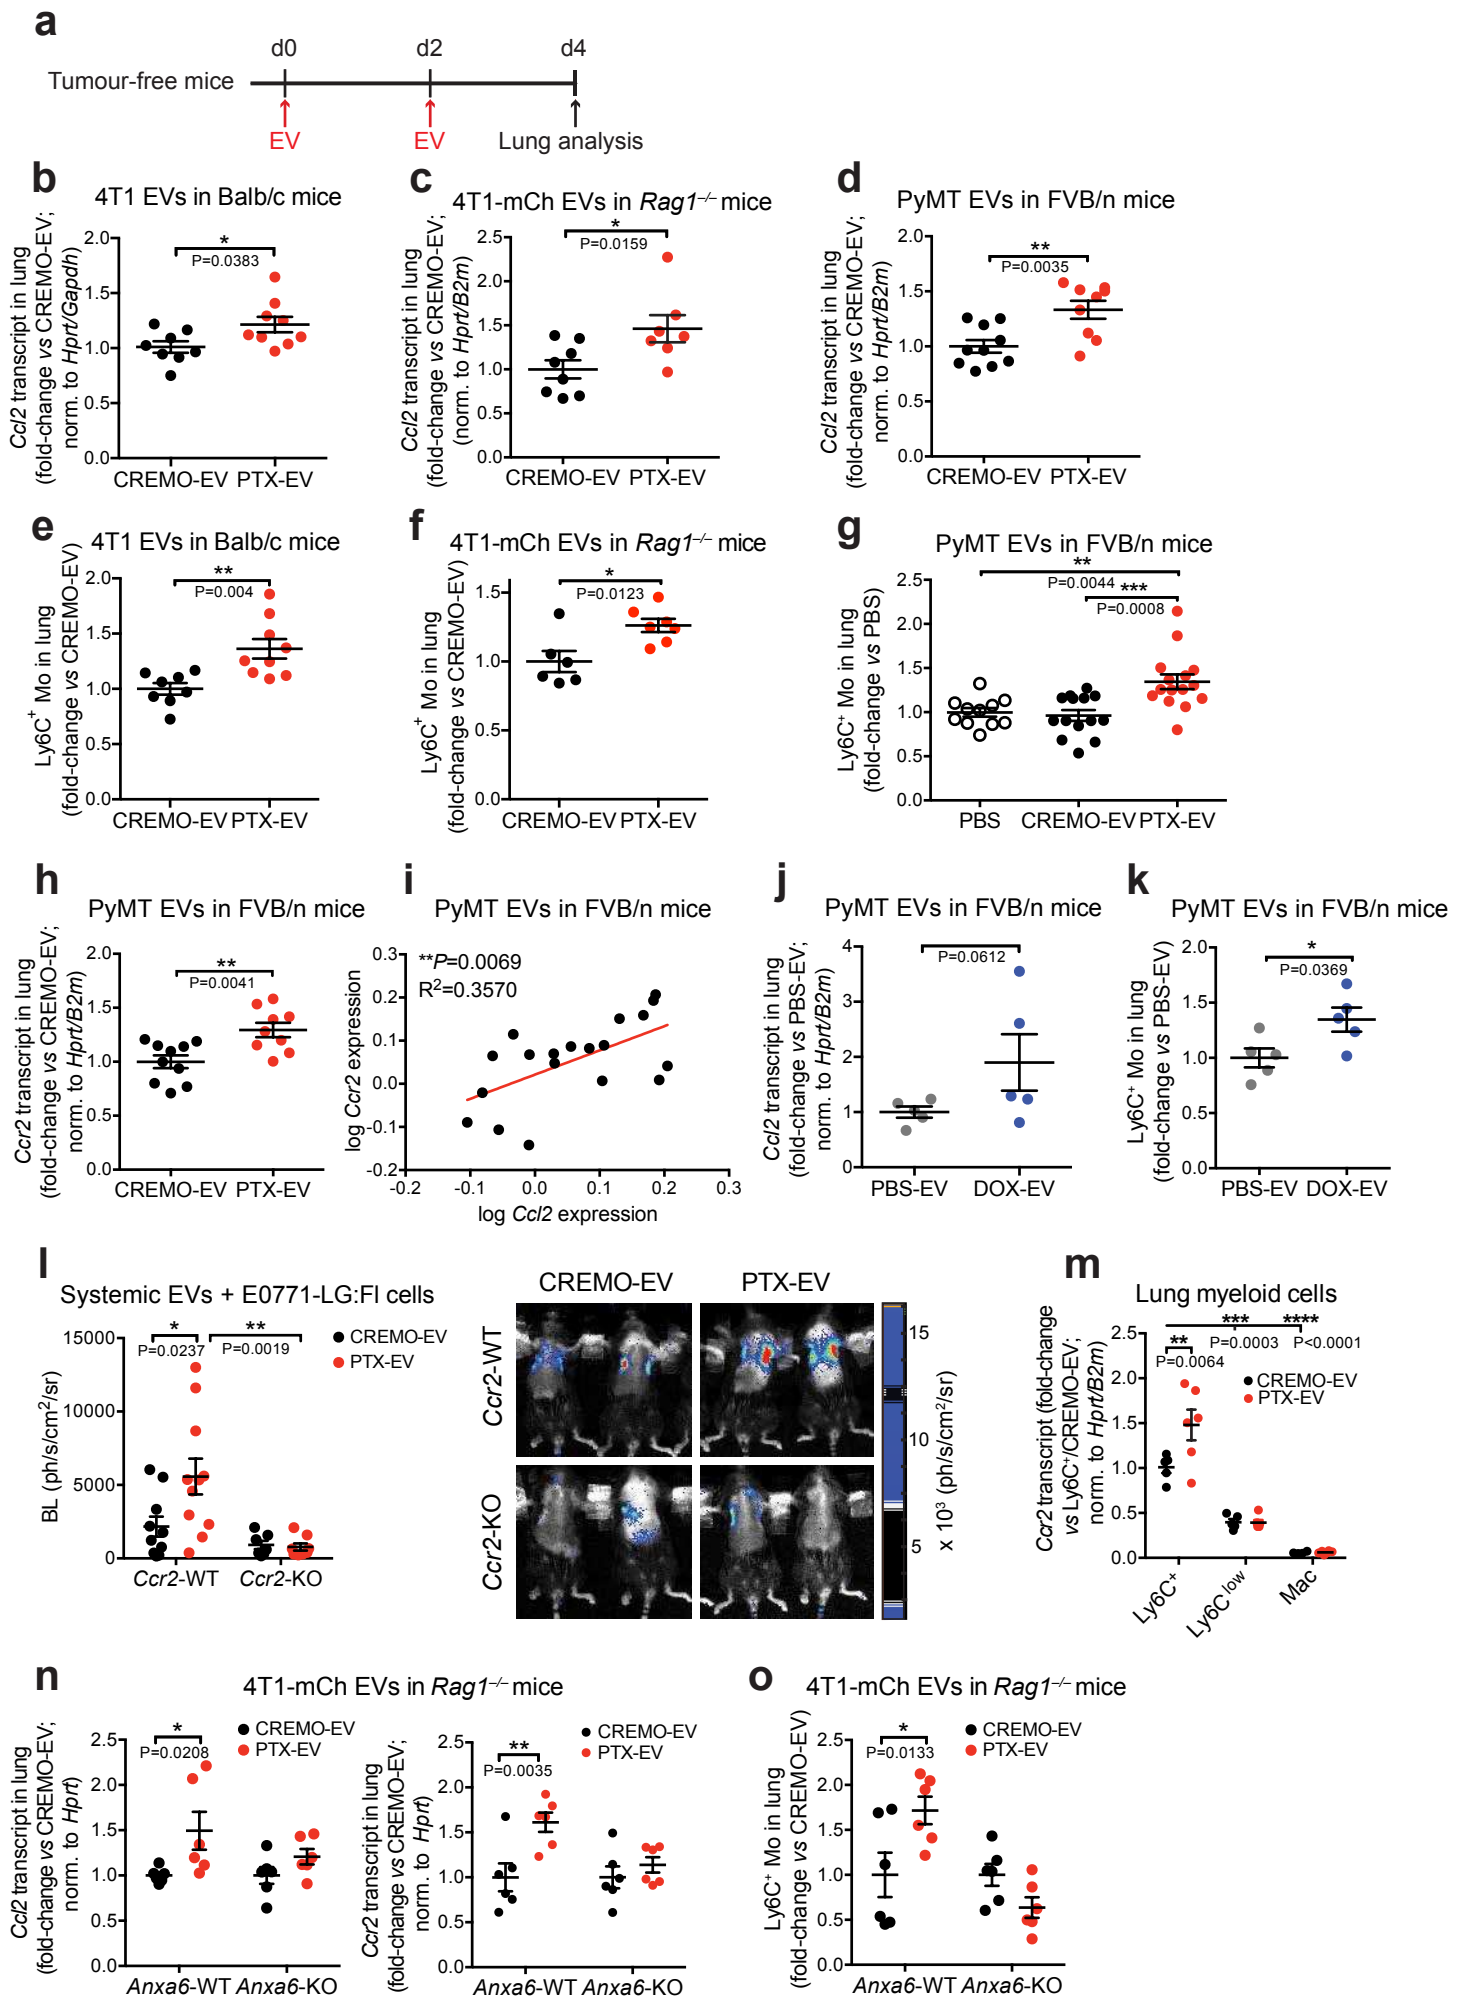 a
d0 d2 d4
Tumour-free mice
EV EV Lung analysis
b
4T1 EVs in Balb/c mice
Ccl2 transcript in lung
(fold-change vs CREMO-EV;
norm. to Hprt/Gapdh)
2.0
1.5
1.0
0.5
0.0
*
P=0.0383
CREMO-EV PTX-EV
c
4T1-mCh EVs in Rag1–/– mice
Ccl2 transcript in lung
(fold-change vs CREMO-EV;
(norm. to Hprt/B2m)
2.5
2.0
1.5
1.0
0.5
0.0
*
P=0.0159
CREMO-EV PTX-EV
d
PyMT EVs in FVB/n mice
Ccl2 transcript in lung
(fold-change vs CREMO-EV;
norm. to Hprt/B2m)
2.0
1.5
1.0
0.5
0.0
**
P=0.0035
CREMO-EV PTX-EV
e
4T1 EVs in Balb/c mice
Ly6C+ Mo in lung
(fold-change vs CREMO-EV)
2.0
1.5
1.0
0.5
0.0
**
P=0.004
CREMO-EV PTX-EV
f
4T1-mCh EVs in Rag1–/– mice
Ly6C+ Mo in lung
(fold-change vs CREMO-EV)
1.5
1.0
0.5
0.0
*
P=0.0123
CREMO-EV PTX-EV
g
PyMT EVs in FVB/n mice
Ly6C+ Mo in lung
(fold-change vs PBS)
2.5
2.0
1.5
1.0
0.5
0.0
**
P=0.0044
***
P=0.0008
PBS CREMO-EV PTX-EV
h
PyMT EVs in FVB/n mice
Ccr2 transcript in lung
(fold-change vs CREMO-EV;
norm. to Hprt/B2m)
2.0
1.5
1.0
0.5
0.0
**
P=0.0041
CREMO-EV PTX-EV
i
PyMT EVs in FVB/n mice
log Ccr2 expression
0.3
0.2
0.1
0.0
-0.1
-0.2
**P=0.0069
R2=0.3570
-0.2 -0.1 0.0 0.1 0.2 0.3
log Ccl2 expression
j
PyMT EVs in FVB/n mice
Ccl2 transcript in lung
(fold-change vs PBS-EV;
norm. to Hprt/B2m)
4
3
2
1
0
P=0.0612
PBS-EV DOX-EV
k
PyMT EVs in FVB/n mice
Ly6C+ Mo in lung
(fold-change vs PBS-EV)
2.0
1.5
1.0
0.5
0.0
*
P=0.0369
PBS-EV DOX-EV
l
Systemic EVs + E0771-LG:Fl cells
BL (ph/s/cm2/sr)
15000
10000
5000
0
*
P=0.0237
**
P=0.0019
CREMO-EV
PTX-EV
Ccr2-WT Ccr2-KO
CREMO-EV PTX-EV
Ccr2-WT
Ccr2-KO
15
10
5
x 103 (ph/s/cm2/sr)
m
Lung myeloid cells
Ccr2 transcript (fold-change
vs Ly6C+/CREMO-EV;
norm. to Hprt/B2m)
2.5
2.0
1.5
1.0
0.5
0.0
*** ****
** P=0.0003 P<0.0001
P=0.0064
CREMO-EV
PTX-EV
Ly6C+ Ly6Clow Mac
n
4T1-mCh EVs in Rag1–/– mice
Ccl2 transcript in lung
(fold-change vs CREMO-EV;
norm. to Hprt)
2.5
2.0
1.5
1.0
0.5
0.0
*
P=0.0208
CREMO-EV
PTX-EV
Anxa6-WT Anxa6-KO
Ccr2 transcript in lung
(fold-change vs CREMO-EV;
norm. to Hprt)
2.5
2.0
1.5
1.0
0.5
0.0
**
P=0.0035
CREMO-EV
PTX-EV
Anxa6-WT Anxa6-KO
o
4T1-mCh EVs in Rag1–/– mice
Ly6C+ Mo in lung
(fold-change vs CREMO-EV)
2.5
2.0
1.5
1.0
0.5
0.0
*
P=0.0133
CREMO-EV
PTX-EV
Anxa6-WT Anxa6-KO